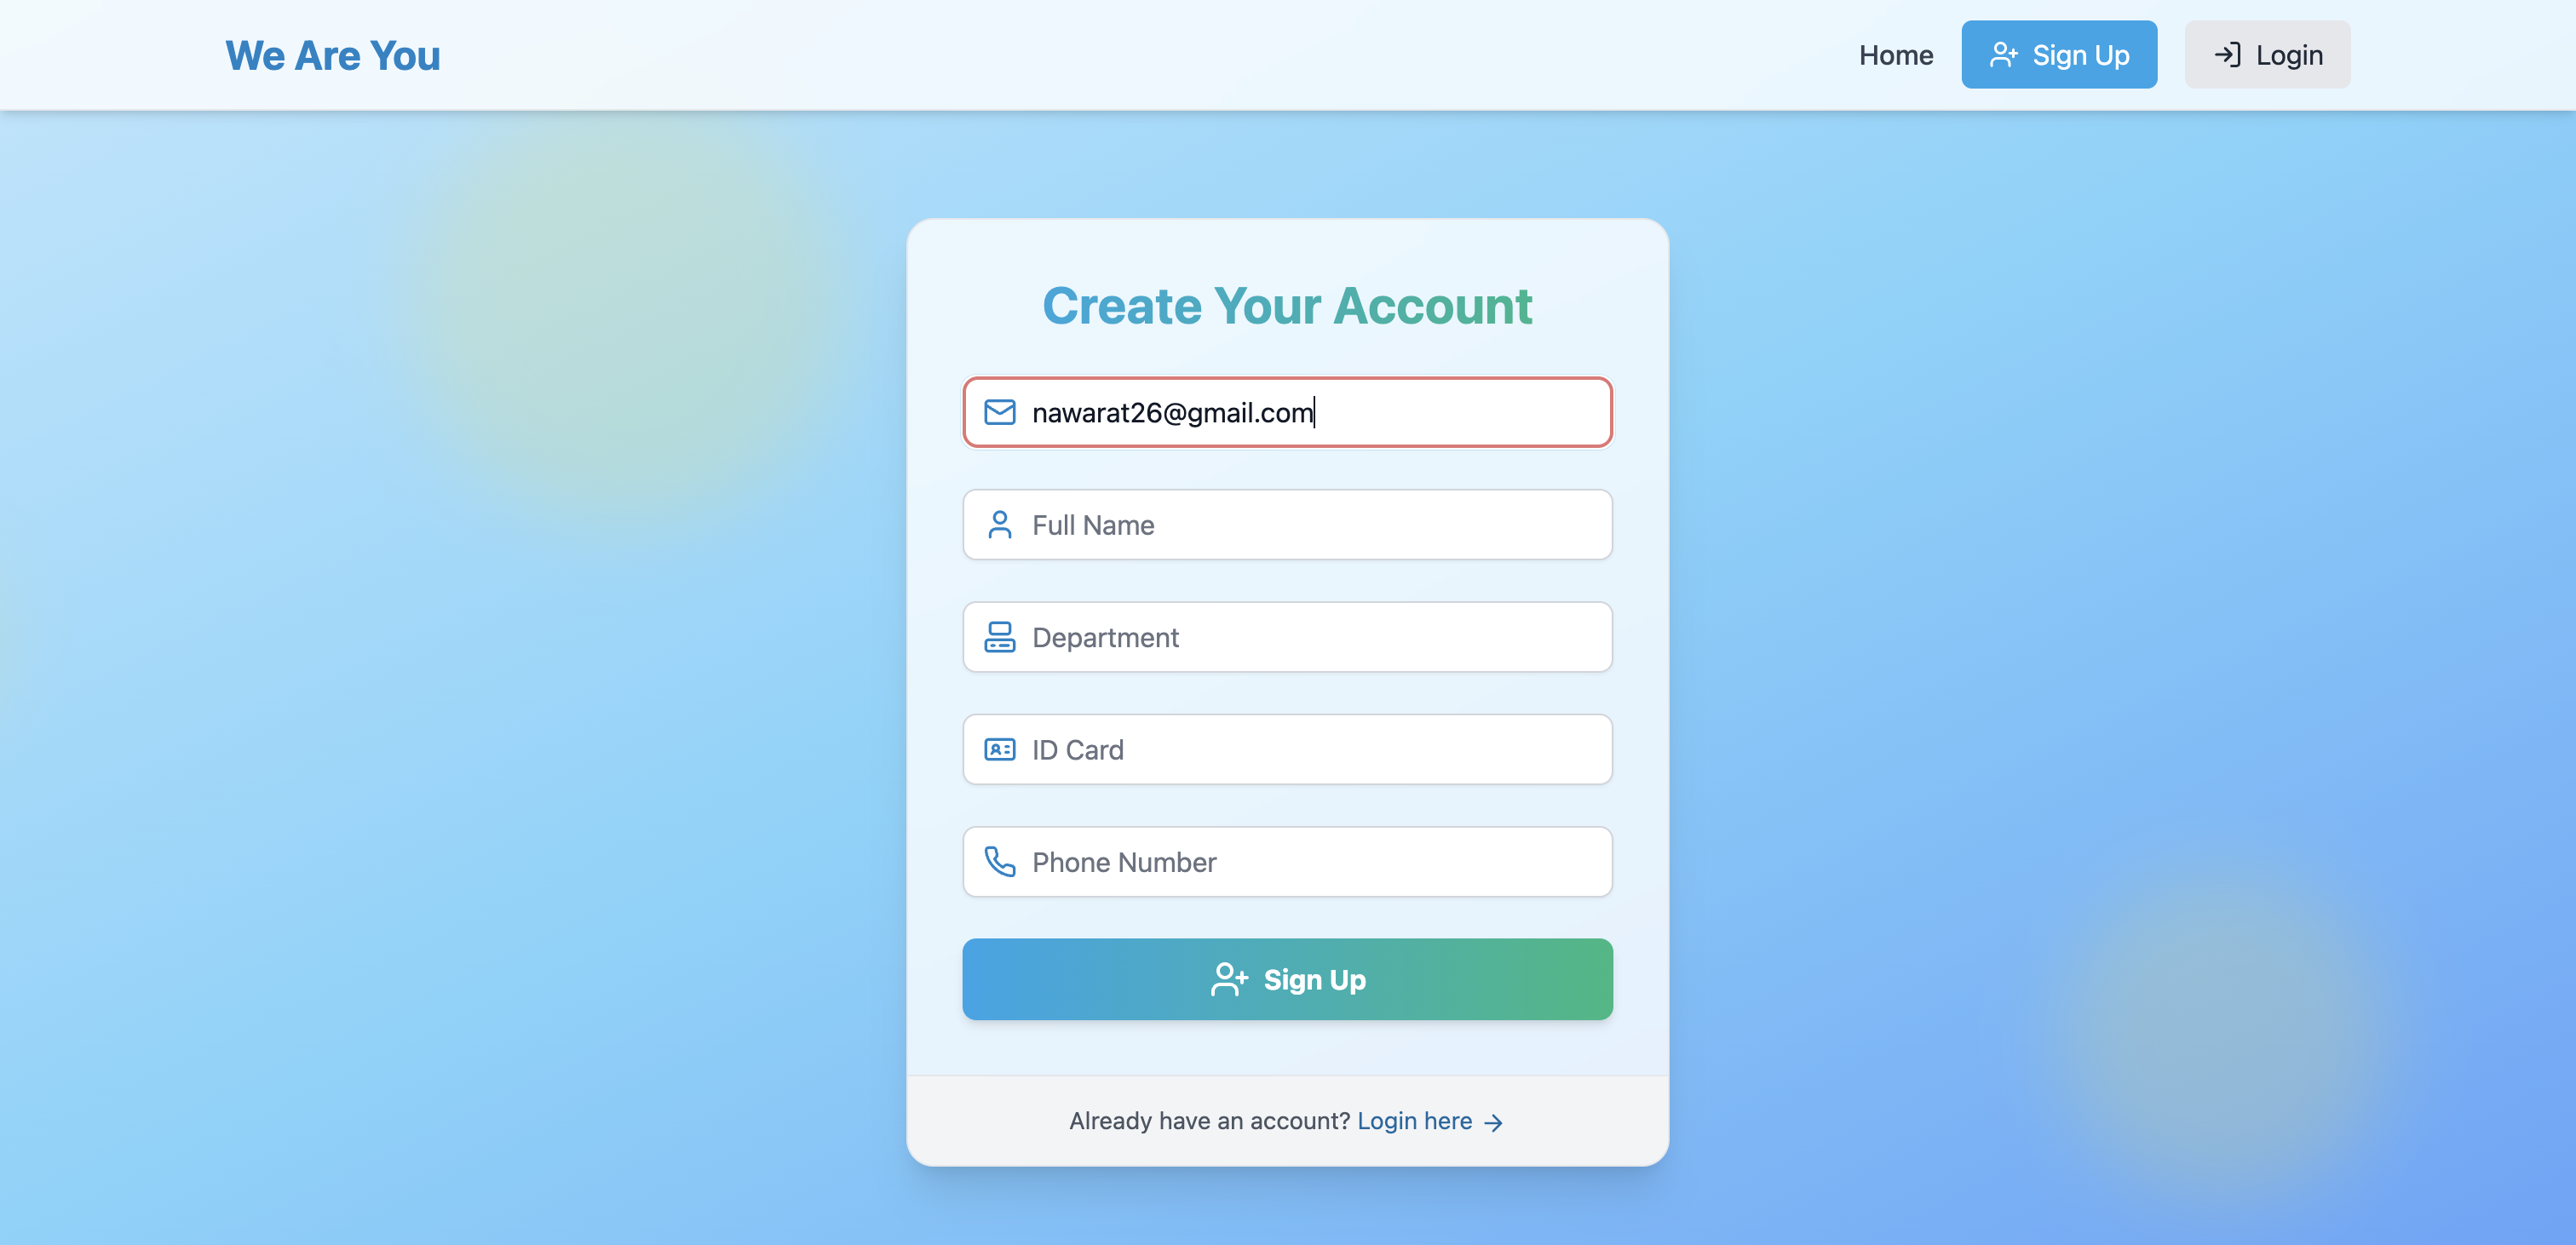 We Are You
Home
Sign Up
Login
Create Your Account
nawarat26@gmail.com
Full Name
Department
ID Card
Phone Number
Sign Up
Already have an account? Login here →